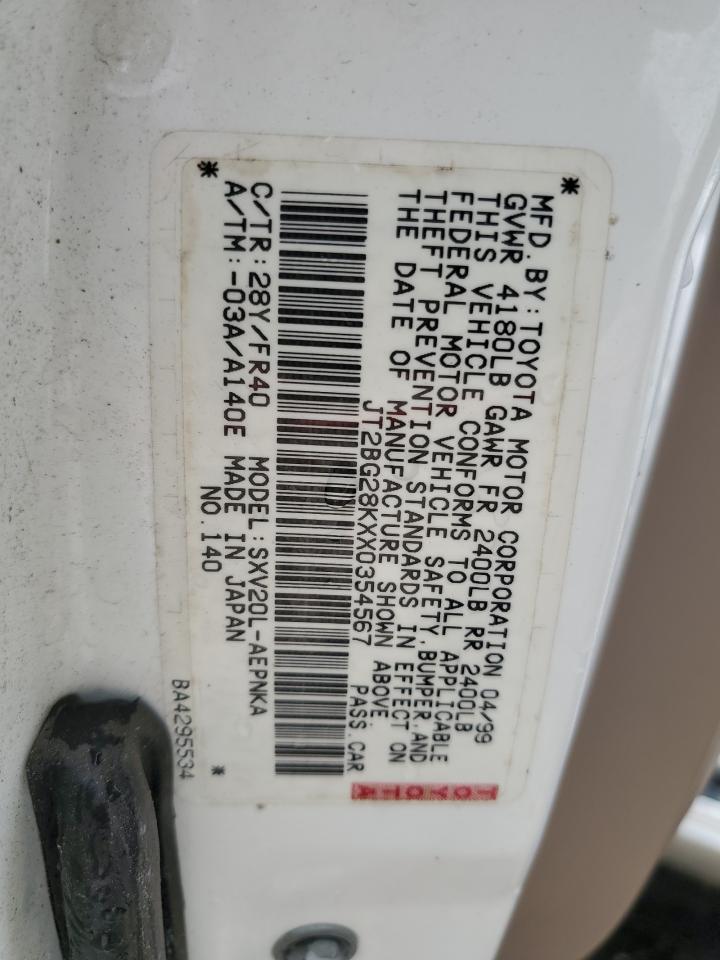 MFD.BY:TOYOTA MOTOR CORPORATION 04/99
GVWR 4180LB GAWR FR 2400LB RR 2400LB
THIS VEHICLE CONFORMS TO ALL APPLICABLE
FEDERAL MOTOR VEHICLE SAFETY,BUMPER,AND
THEFT PREVENTION STANDARDS IN EFFECT ON
THE DATE OF MANUFACTURE SHOWN ABOVE.
JT2BG28KXX0354567 PASS.CAR
C/TR:28Y/FR40 MODEL:SXV20L-AEPNKA
A/TM:-03A/A140E MADE IN JAPAN
NO.140
BA4295534
TOYOTA